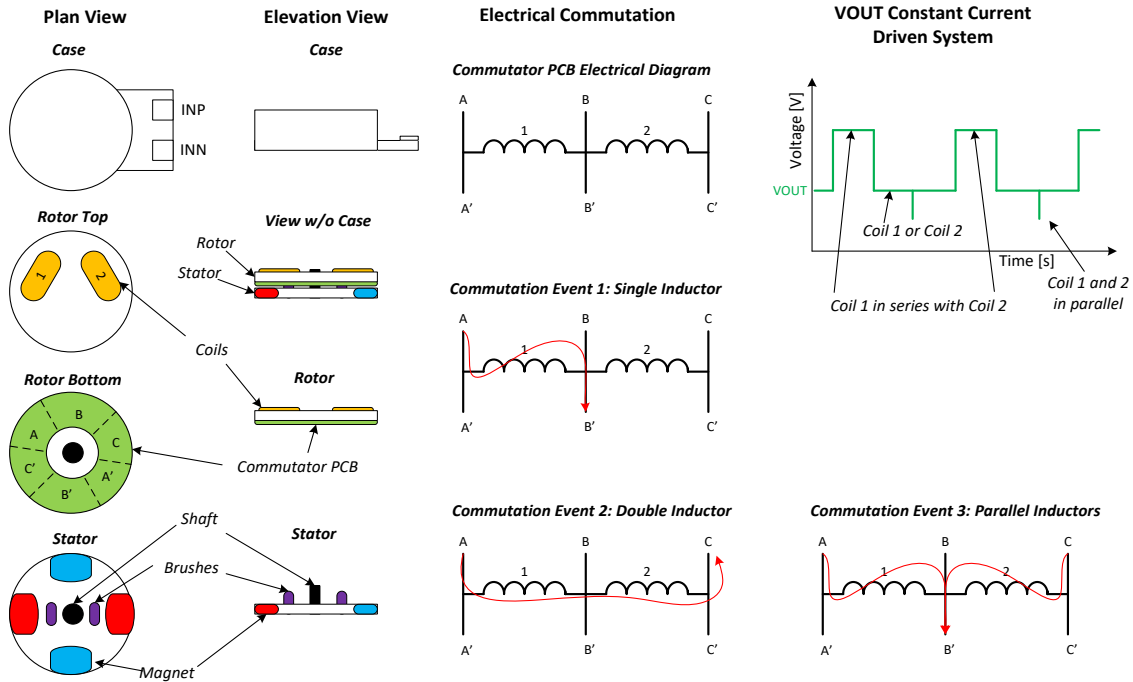 Plan View
Case
INP
INN
Rotor Top
1
2
Coils
Rotor Bottom
B
A
C
C'
A'
B'
Stator
Elevation View
Case
View w/o Case
Rotor
Stator
Rotor
Commutator PCB
Shaft
Stator
Brushes
Magnet
Electrical Commutation
Commutator PCB Electrical Diagram
A
B
C
1
2
A'
B'
C'
Commutation Event 1: Single Inductor
A
B
C
1
2
A'
B'
C'
Commutation Event 2: Double Inductor
A
B
C
1
2
A'
B'
C'
VOUT Constant Current
Driven System
Voltage [V]
VOUT
Coil 1 or Coil 2
Time [s]
Coil 1 in series with Coil 2
Coil 1 and 2
in parallel
Commutation Event 3: Parallel Inductors
A
B
C
1
2
A'
B'
C'